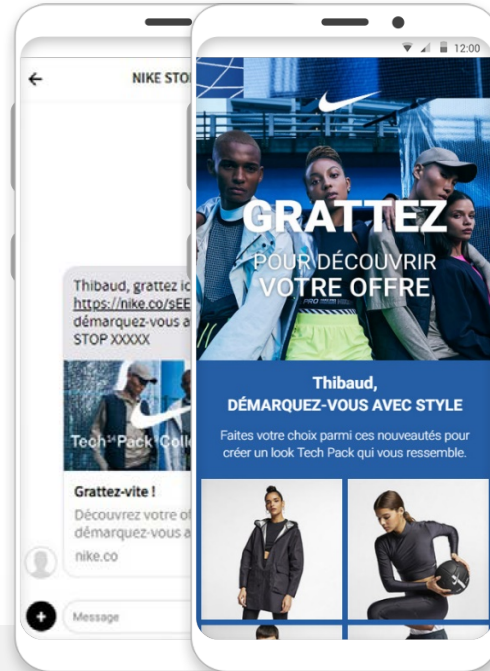 NIKE STO
Thibaud, grattez ic
https://nike.co/sEE
démarquez-vous a
STOP XXXXX
Tech Pack Coll
Grattez-vite !
Découvrez votre of
démarquez-vous a
nike.co
Message
12:00
GRATTEZ
POUR DÉCOUVRIR
VOTRE OFFRE
PRO
Thibaud,
DÉMARQUEZ-VOUS AVEC STYLE
Faites votre choix parmi ces nouveautés pour
créer un look Tech Pack qui vous ressemble.